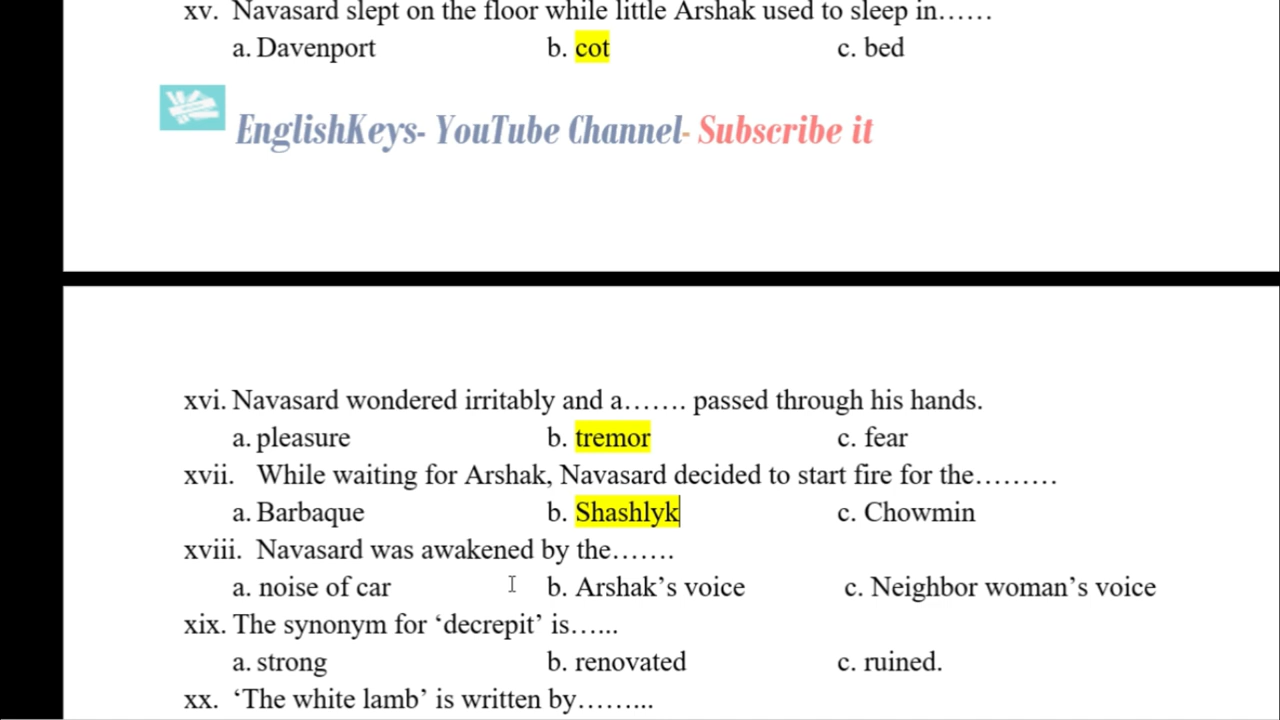 xv. Navasard slept on the floor while little Arshak used to sleep in……
a. Davenport b. cot c. bed
EnglishKeys- YouTube Channel- Subscribe it
xvi. Navasard wondered irritably and a……. passed through his hands.
a. pleasure b. tremor c. fear
xvii. While waiting for Arshak, Navasard decided to start fire for the………
a. Barbaque b. Shashlyk c. Chowmin
xviii. Navasard was awakened by the…….
a. noise of car b. Arshak’s voice c. Neighbor woman’s voice
xix. The synonym for ‘decrepit’ is…...
a. strong b. renovated c. ruined.
xx. ‘The white lamb’ is written by……...